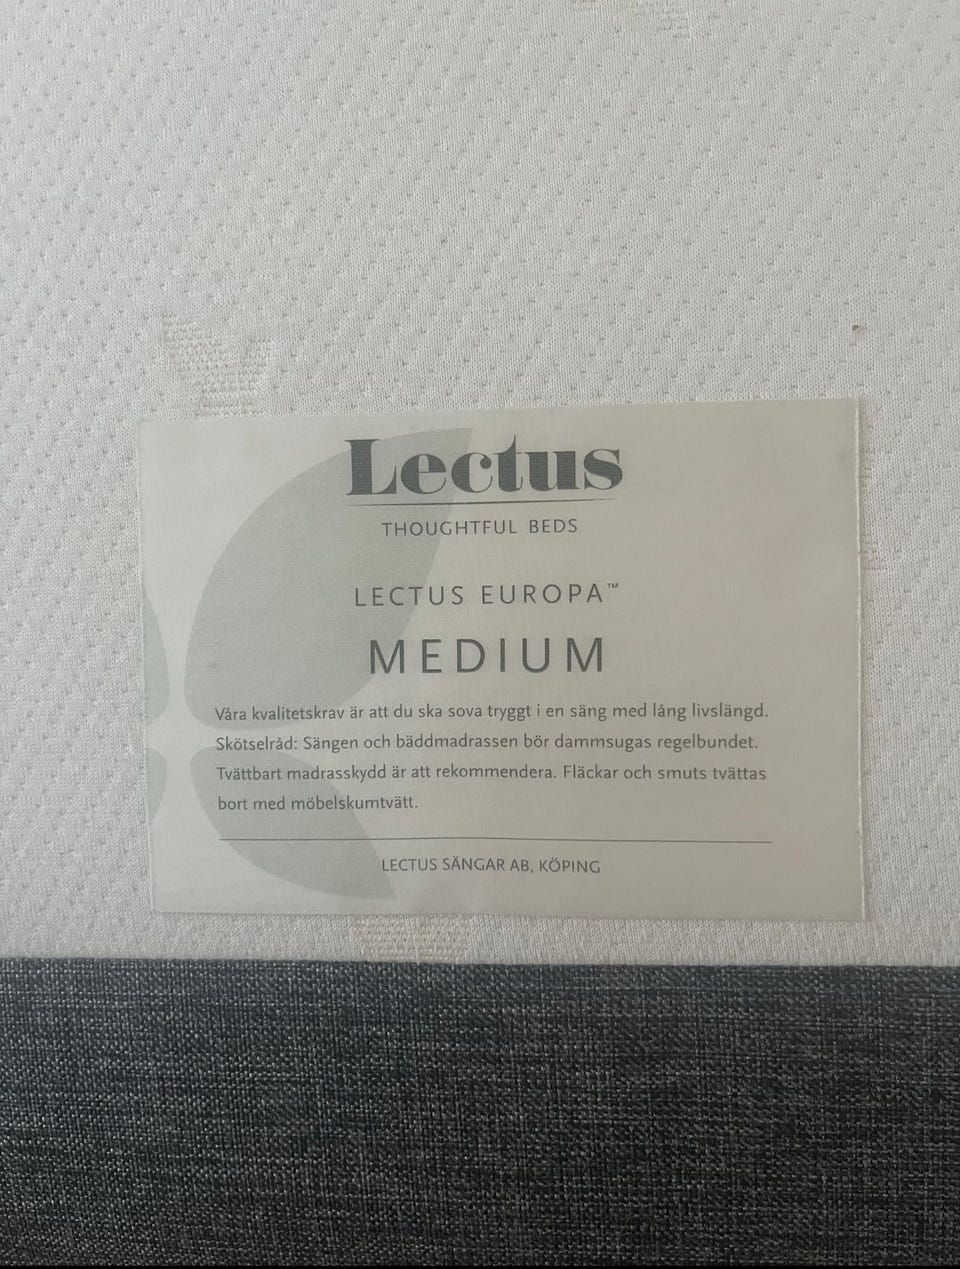 Lectus
THOUGHTFUL BEDS
LECTUS EUROPA™
MEDIUM
Våra kvalitetskrav är att du ska sova tryggt i en säng med lång livslängd.
Skötselråd: Sängen och bäddmadrassen bör dammsugas regelbundet.
Tvättbart madrasskydd är att rekommendera. Fläckar och smuts tvättas
bort med möbelskumtvätt.
LECTUS SÄNGAR AB, KÖPING